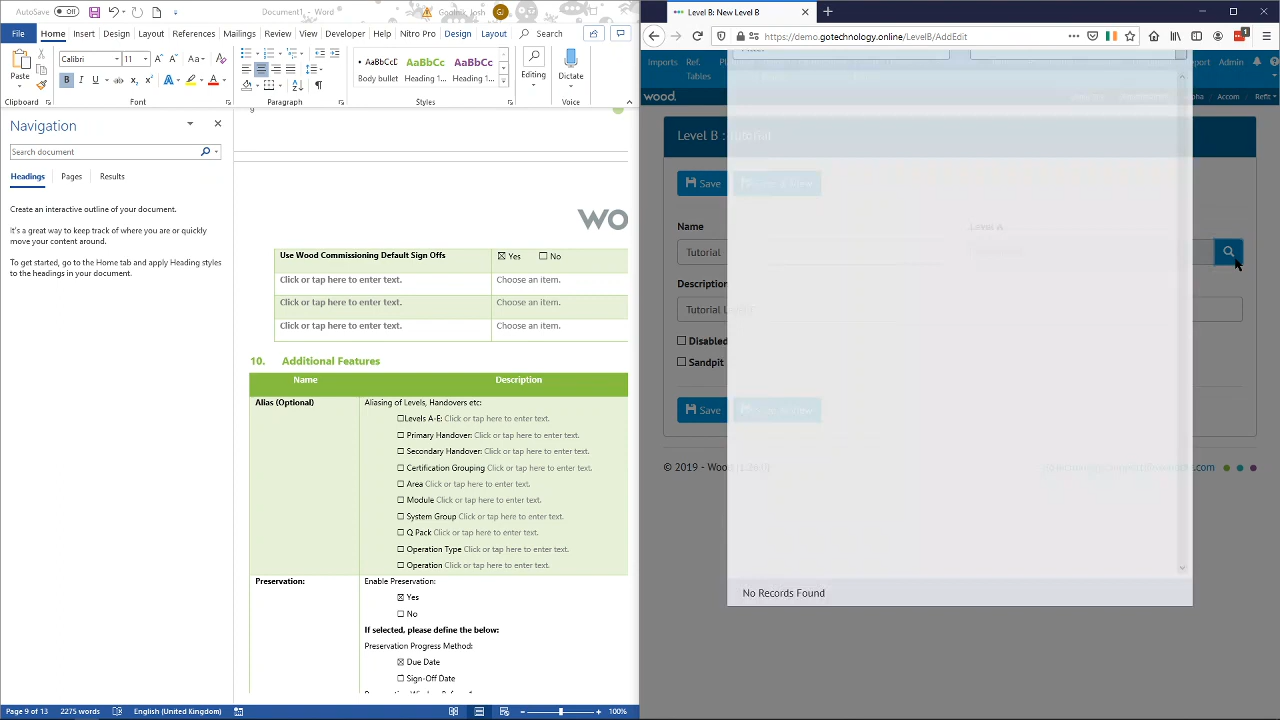 AutoSave Off Document1 - Word Godtnik, Josh GJ
File Home Insert Draw Design Layout References Mailings Review View Developer Help Nitro Pro Design Layout Search
Paste
Calibri 11
B I U
AaBbCcC AaBbCc AaBbCc
• Body bullet Heading 1 Heading 1...
Editing
Dictate
Clipboard Font Paragraph Styles Voice
Navigation
Search document
Headings Pages Results
Create an interactive outline of your document.
It's a great way to keep track of where you are or quickly
move your content around.
To get started, go to the Home tab and apply Heading styles
to the headings in your document.
9
WO
Use Wood Commissioning Default Sign Offs ☒ Yes ☐ No
Click or tap here to enter text. Choose an item.
Click or tap here to enter text. Choose an item.
Click or tap here to enter text. Choose an item.
10. Additional Features
Name Description
Alias (Optional) Aliasing of Levels, Handovers etc:
☐Levels A-E: Click or tap here to enter text.
☐ Primary Handover: Click or tap here to enter text.
☐ Secondary Handover: Click or tap here to enter text.
☐ Certification Grouping Click or tap here to enter text.
☐ Area Click or tap here to enter text.
☐ Module Click or tap here to enter text.
☐ System Group Click or tap here to enter text.
☐ Q Pack Click or tap here to enter text.
☐ Operation Type Click or tap here to enter text.
☐ Operation Click or tap here to enter text.
Preservation: Enable Preservation:
☒ Yes
☐ No
If selected, please define the below:
Preservation Progress Method:
☒ Due Date
☐ Sign-Off Date
Page 9 of 13 2275 words English (United Kingdom) 100%
Level B: New Level B
https://demo.gotechnology.online/LevelB/AddEdit
Imports Ref. Tables
Admin
wood.
Accom / Refit
Level B : Tutorial
Save
Name Level A
Tutorial
Description
Disabled
Sandpit
Save
© 2019 - Wood
No Records Found